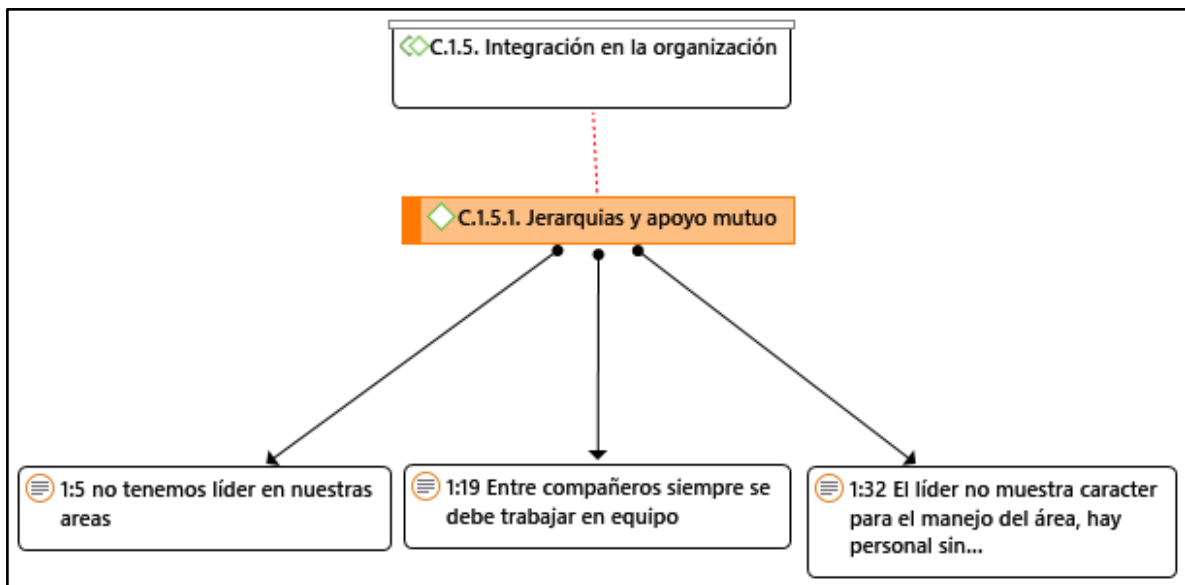 C.1.5. Integración en la organización
C.1.5.1. Jerarquias y apoyo mutuo
1:5 no tenemos líder en nuestras
areas
1:19 Entre compañeros siempre se
debe trabajar en equipo
1:32 El líder no muestra caracter
para el manejo del área, hay
personal sin...